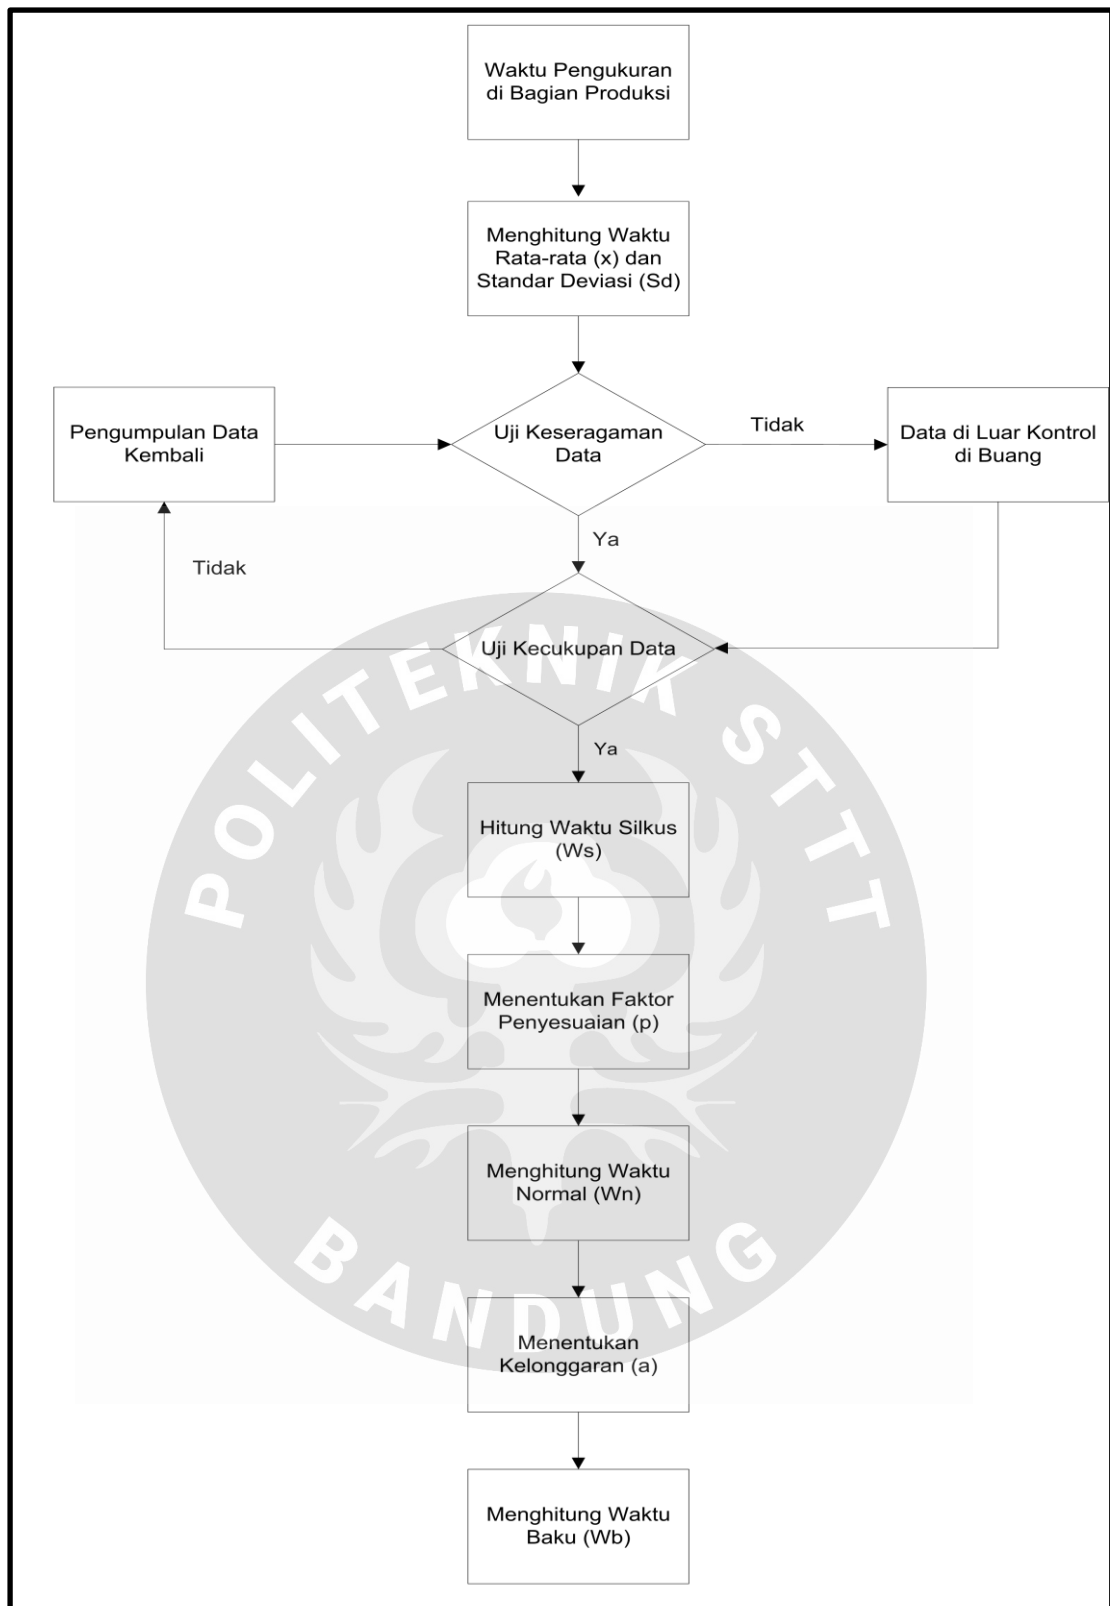 Waktu Pengukuran
di Bagian Produksi
Menghitung Waktu
Rata-rata (x) dan
Standar Deviasi (Sd)
Pengumpulan Data
Kembali
Uji Keseragaman
Data
Tidak
Data di Luar Kontrol
di Buang
Ya
Tidak
Uji Kecukupan Data
Ya
Hitung Waktu Silkus
(Ws)
Menentukan Faktor
Penyesuaian (p)
Menghitung Waktu
Normal (Wn)
Menentukan
Kelonggaran (a)
Menghitung Waktu
Baku (Wb)
POLITEKNIK STTT
BANDUNG